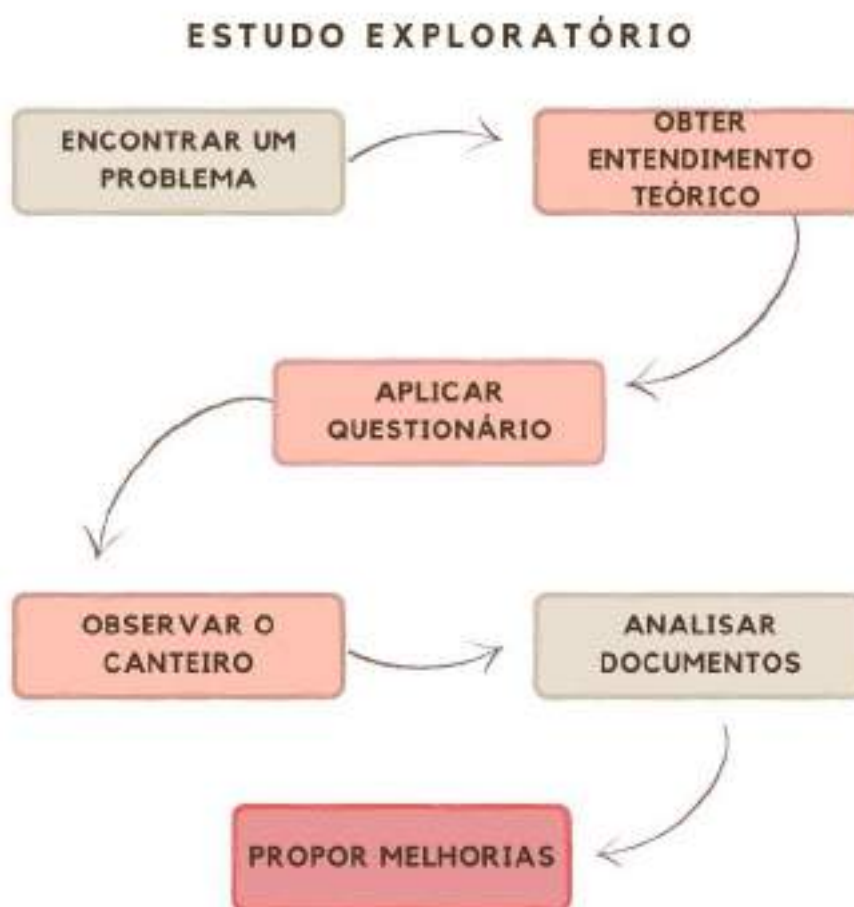 ESTUDO EXPLORATÓRIO
ENCONTRAR UM
PROBLEMA
OBTER
ENTENDIMENTO
TEÓRICO
APLICAR
QUESTIONÁRIO
OBSERVAR O
CANTEIRO
ANALISAR
DOCUMENTOS
PROPOR MELHORIAS